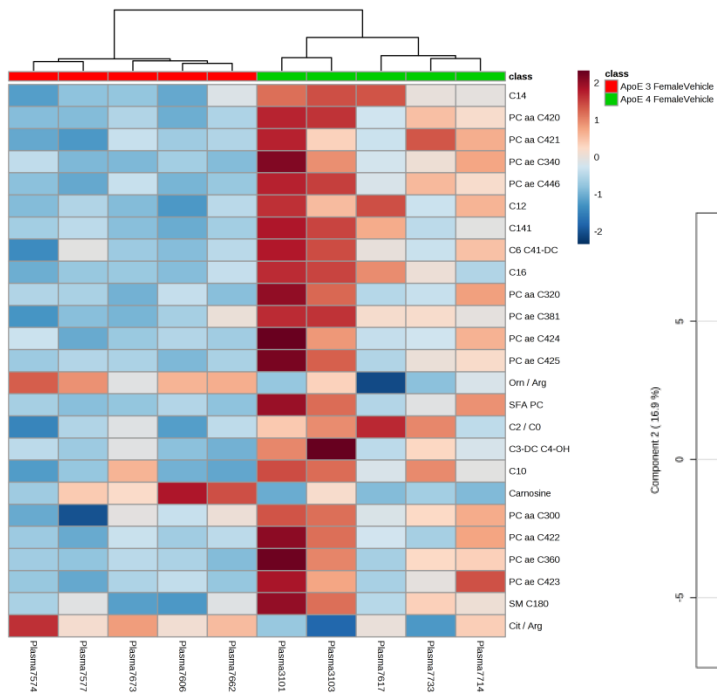 class
C14
PC aa C420
PC aa C421
PC ae C340
PC ae C446
C12
C141
C6 C41-DC
C16
PC aa C320
PC ae C381
PC ae C424
PC ae C425
Orn / Arg
SFA PC
C2 / C0
C3-DC C4-OH
C10
Carnosine
PC aa C300
PC aa C422
PC ae C360
PC ae C423
SM C180
Cit / Arg
Plasma7574
Plasma7577
Plasma7673
Plasma7606
Plasma7662
Plasma3101
Plasma3103
Plasma7617
Plasma7733
Plasma7714
2
1
0
-1
-2
class
ApoE 3 FemaleVehicle
ApoE 4 FemaleVehicle
Component 2 ( 16.9 %)
5
0
-5